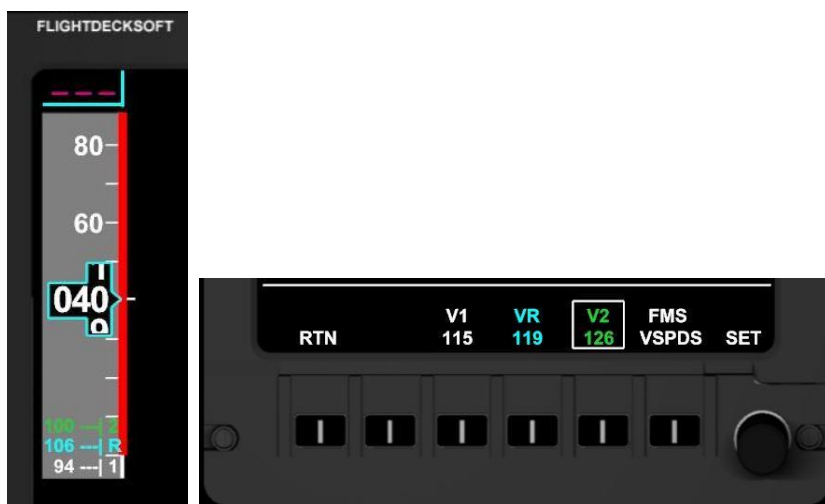 FLIGHTDECKSOFT
80
60
040
100 ---| 2
106 ---| R
94 ---| 1
V1 VR V2 FMS
RTN 115 119 126 VSPDS SET